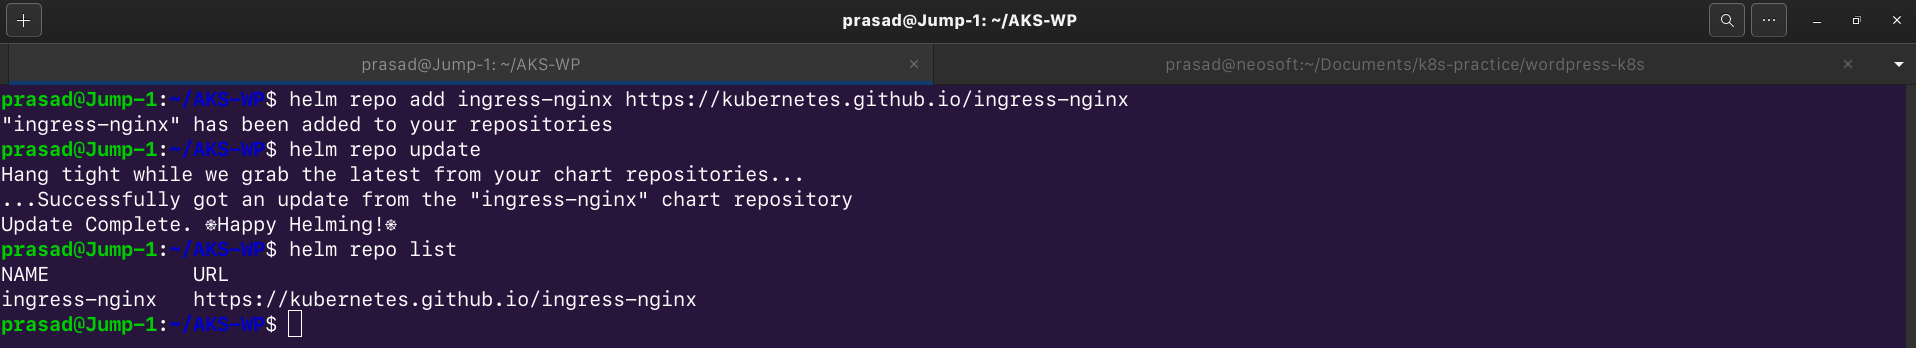 prasad@Jump-1: ~/AKS-WP
prasad@Jump-1: ~/AKS-WP
prasad@neosoft:~/Documents/k8s-practice/wordpress-k8s
prasad@Jump-1:~/AKS-WP$ helm repo add ingress-nginx https://kubernetes.github.io/ingress-nginx
"ingress-nginx" has been added to your repositories
prasad@Jump-1:~/AKS-WP$ helm repo update
Hang tight while we grab the latest from your chart repositories...
...Successfully got an update from the "ingress-nginx" chart repository
Update Complete. ⎈Happy Helming!⎈
prasad@Jump-1:~/AKS-WP$ helm repo list
NAME            URL
ingress-nginx   https://kubernetes.github.io/ingress-nginx
prasad@Jump-1:~/AKS-WP$